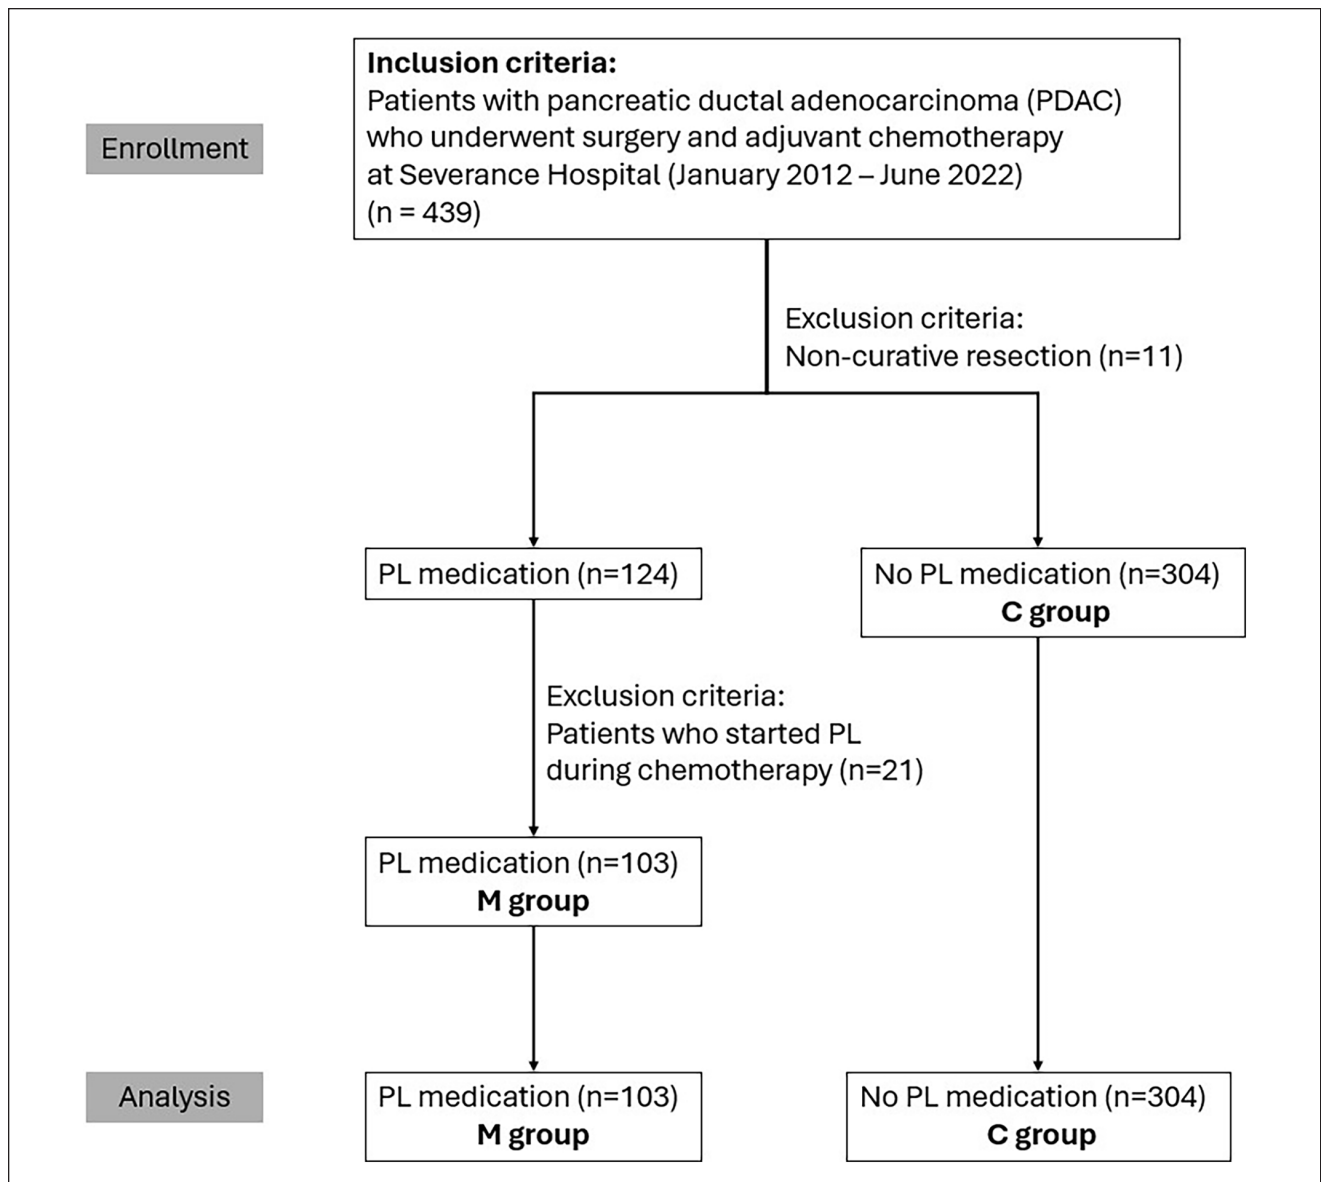 Enrollment
Inclusion criteria:
Patients with pancreatic ductal adenocarcinoma (PDAC)
who underwent surgery and adjuvant chemotherapy
at Severance Hospital (January 2012 – June 2022)
(n = 439)
Exclusion criteria:
Non-curative resection (n=11)
PL medication (n=124)
No PL medication (n=304)
C group
Exclusion criteria:
Patients who started PL
during chemotherapy (n=21)
PL medication (n=103)
M group
Analysis
PL medication (n=103)
M group
No PL medication (n=304)
C group